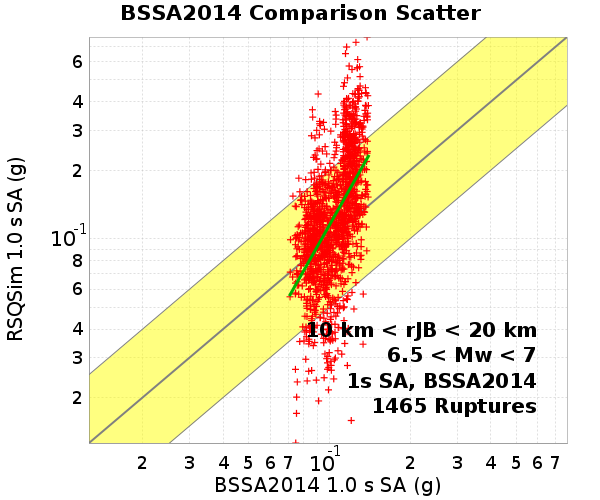 BSSA2014 Comparison Scatter
RSQSim 1.0 s SA (g)
6
4
3
2
10-1
8
6
4
3
2
10 km < rJB < 20 km
6.5 < Mw < 7
1s SA, BSSA2014
1465 Ruptures
2 3 4 5 6 7 10-1 2 3 4 5 6 7
BSSA2014 1.0 s SA (g)